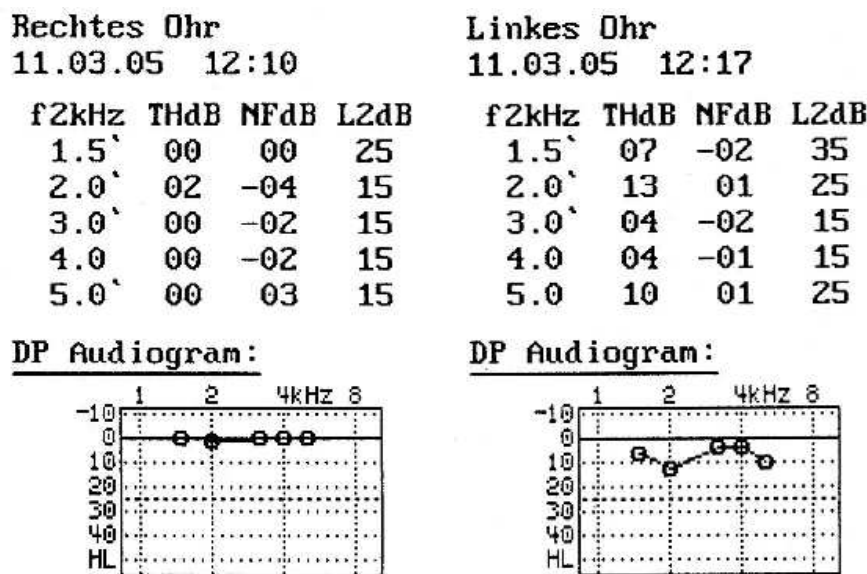 Rechtes Ohr
11.03.05 12:10
f2kHz THdB NFdB L2dB
1.5` 00 00 25
2.0` 02 -04 15
3.0` 00 -02 15
4.0 00 -02 15
5.0` 00 03 15
DP Audiogram:
1 2 4kHz 8
-10
0
10
20
30
40
HL
Linkes Ohr
11.03.05 12:17
f2kHz THdB NFdB L2dB
1.5` 07 -02 35
2.0` 13 01 25
3.0` 04 -02 15
4.0 04 -01 15
5.0 10 01 25
DP Audiogram:
1 2 4kHz 8
-10
0
10
20
30
40
HL